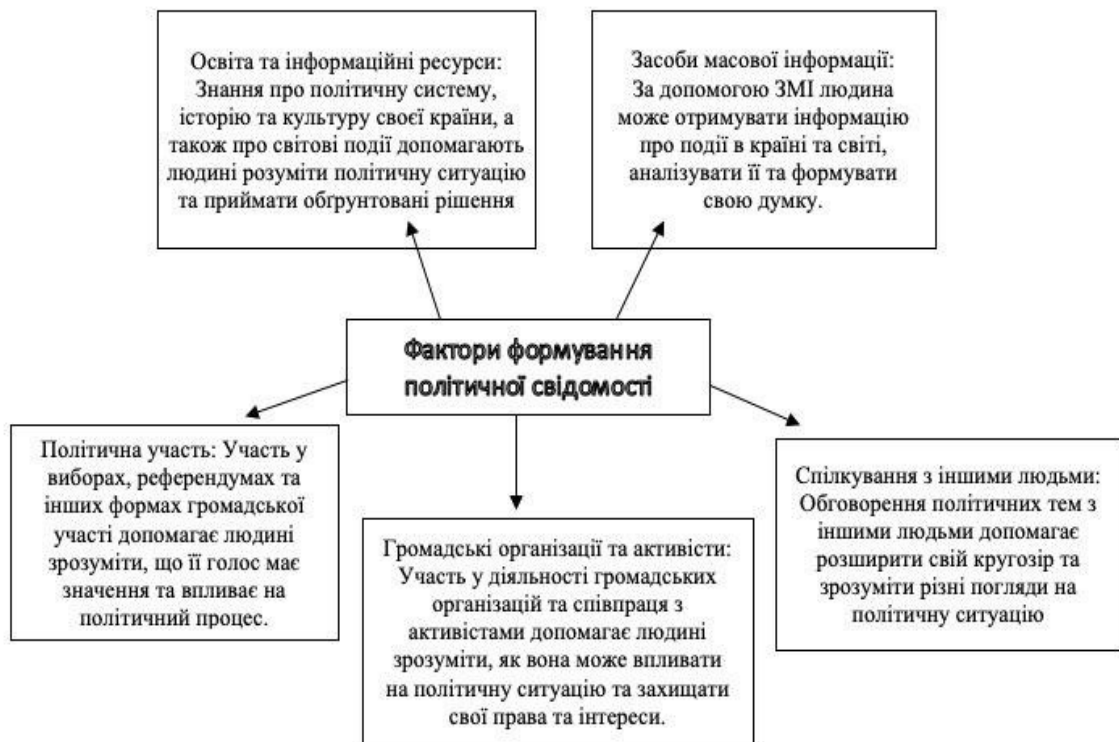 Освіта та інформаційні ресурси:
Знання про політичну систему,
історію та культуру своєї країни, а
також про світові події допомагають
людині розуміти політичну ситуацію
та приймати обґрунтовані рішення
Засоби масової інформації:
За допомогою ЗМІ людина
може отримувати інформацію
про події в країні та світі,
аналізувати її та формувати
свою думку.
Фактори формування
політичної свідомості
Політична участь: Участь у
виборах, референдумах та
інших формах громадської
участі допомагає людині
зрозуміти, що її голос має
значення та впливає на
політичний процес.
Громадські організації та активісти:
Участь у діяльності громадських
організацій та співпраця з
активістами допомагає людині
зрозуміти, як вона може впливати
на політичну ситуацію та захищати
свої права та інтереси.
Спілкування з іншими людьми:
Обговорення політичних тем з
іншими людьми допомагає
розширити свій кругозір та
зрозуміти різні погляди на
політичну ситуацію